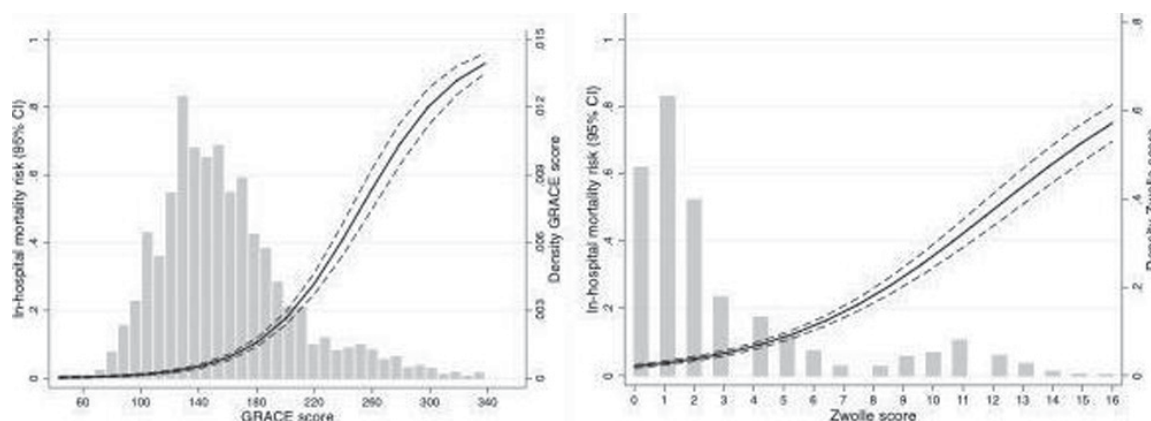 In-hospital mortality risk (95% CI)
1
.8
.6
.4
.2
0
60 100 140 180 220 260 300 340
GRACE score
.015
.012
.009
.006
.003
0
Density GRACE score
In-hospital mortality risk (95% CI)
1
.8
.6
.4
.2
0
0 1 2 3 4 5 6 7 8 9 10 11 12 13 14 15 16
Zwolle score
.8
.6
.4
.2
0
Density Zwolle score